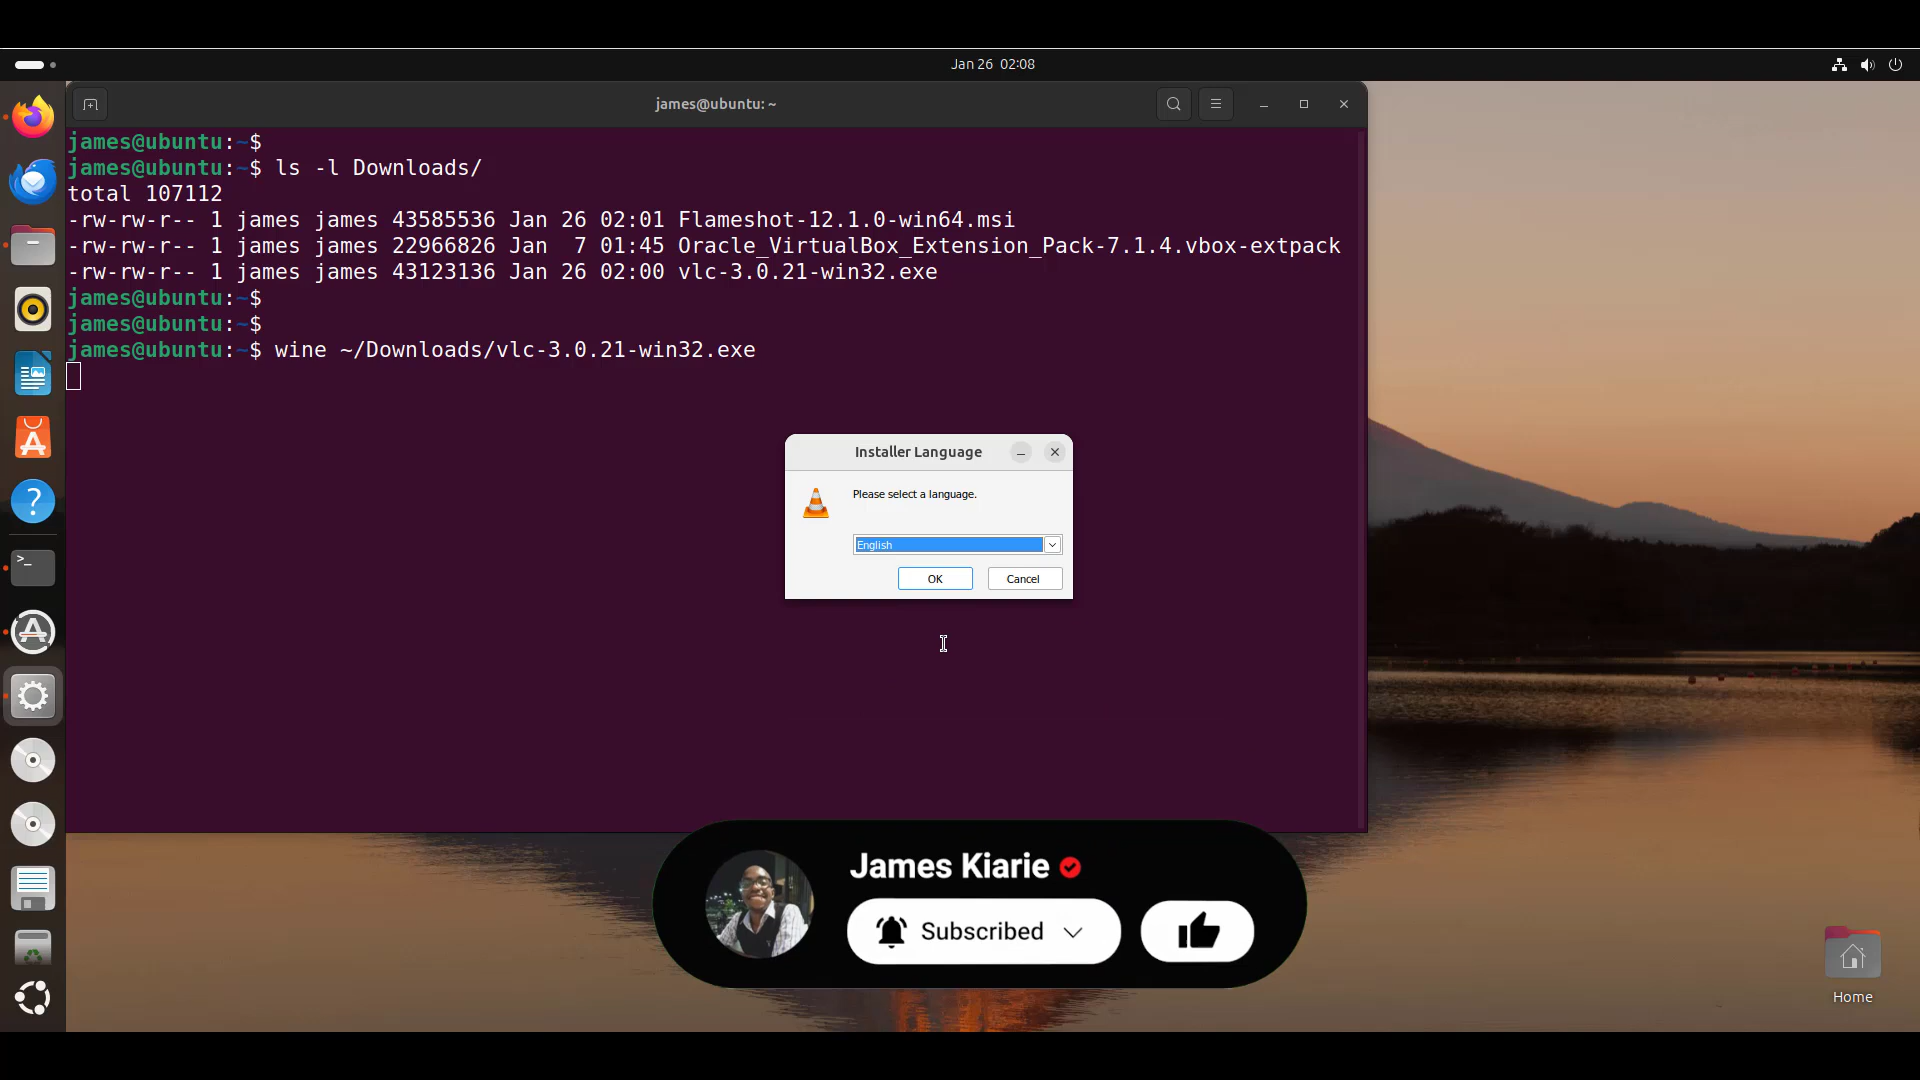 Jan 26 02:08
james@ubuntu: ~
james@ubuntu:~$
james@ubuntu:~$ ls -l Downloads/
total 107112
-rw-rw-r-- 1 james james 43585536 Jan 26 02:01 Flameshot-12.1.0-win64.msi
-rw-rw-r-- 1 james james 22966826 Jan  7 01:45 Oracle_VirtualBox_Extension_Pack-7.1.4.vbox-extpack
-rw-rw-r-- 1 james james 43123136 Jan 26 02:00 vlc-3.0.21-win32.exe
james@ubuntu:~$
james@ubuntu:~$
james@ubuntu:~$ wine ~/Downloads/vlc-3.0.21-win32.exe
Installer Language
Please select a language.
English
OK Cancel
James Kiarie
Subscribed
Home